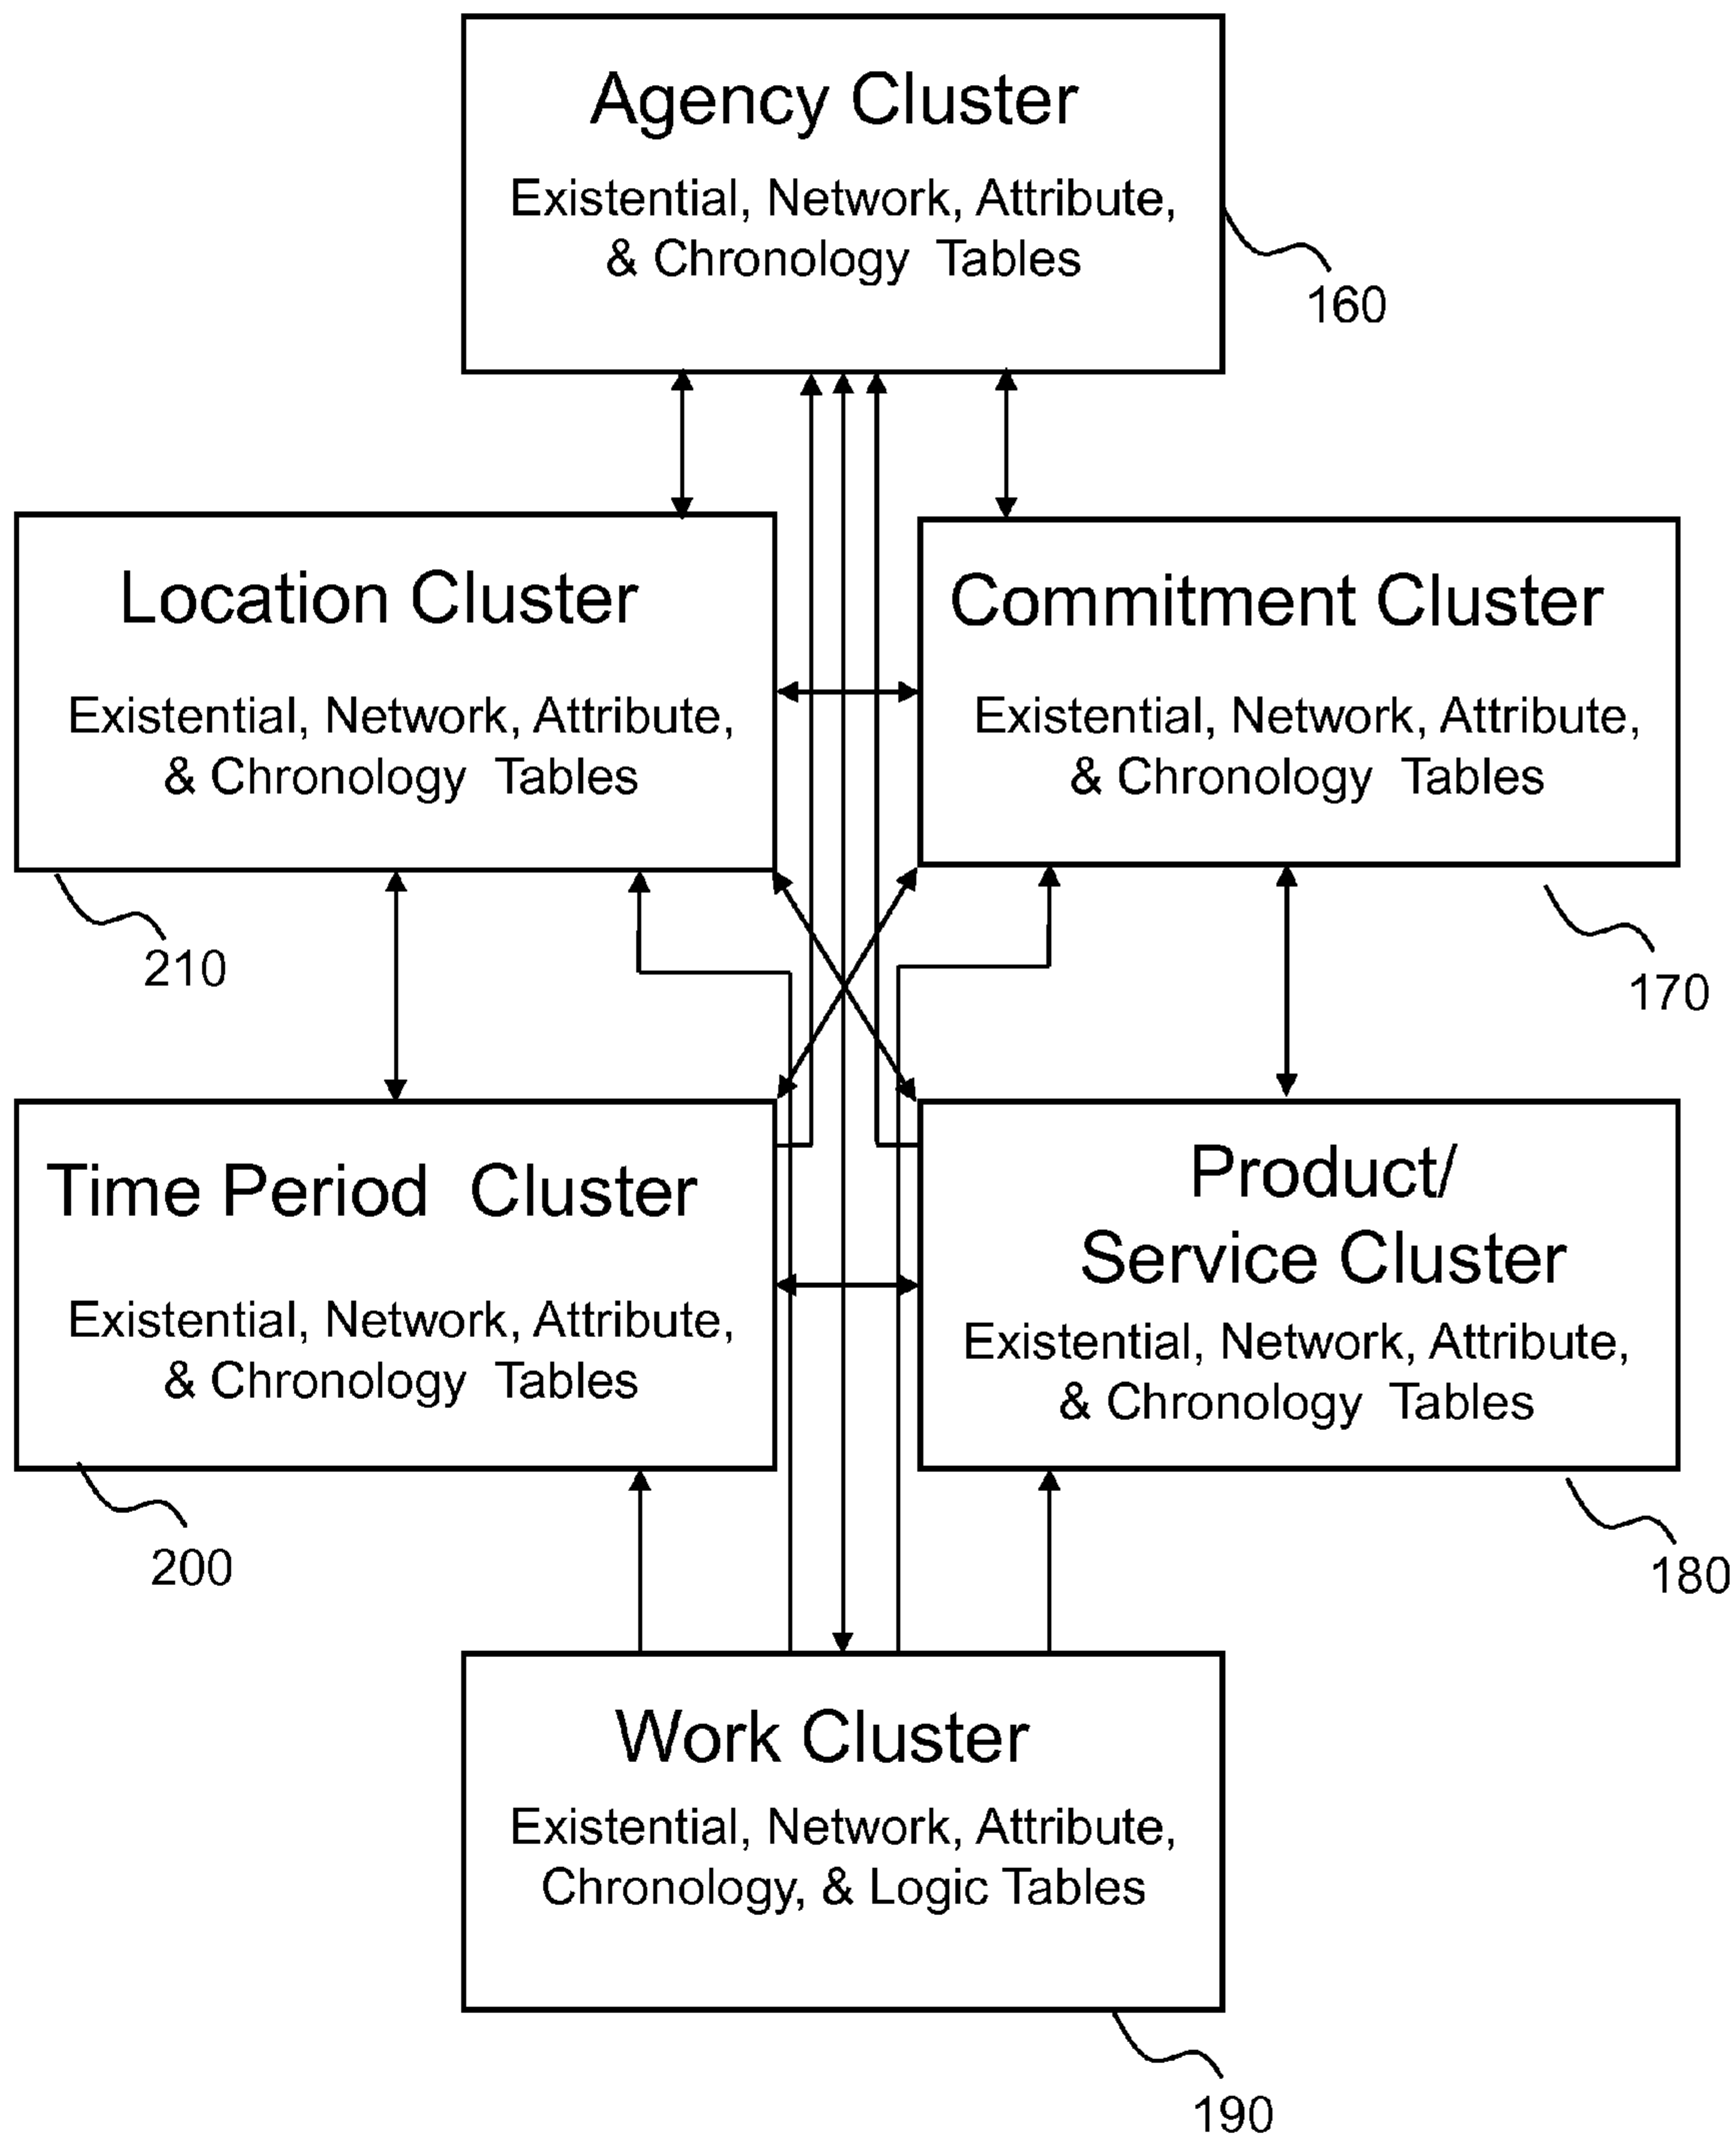 Agency Cluster
Existential, Network, Attribute,
& Chronology Tables
160
Location Cluster
Existential, Network, Attribute,
& Chronology Tables
210
Commitment Cluster
Existential, Network, Attribute,
& Chronology Tables
170
Time Period Cluster
Existential, Network, Attribute,
& Chronology Tables
200
Product/
Service Cluster
Existential, Network, Attribute,
& Chronology Tables
180
Work Cluster
Existential, Network, Attribute,
Chronology, & Logic Tables
190